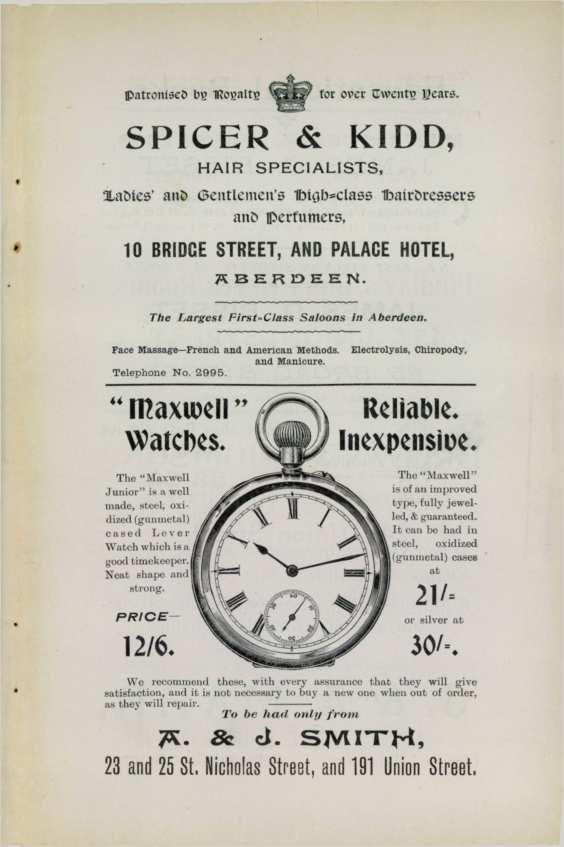 Patronised by Royalty for over Twenty Years.
SPICER & KIDD,
HAIR SPECIALISTS,
Ladies' and Gentlemen's High=class Hairdressers
and Perfumers,
10 BRIDGE STREET, AND PALACE HOTEL,
ABERDEEN.
The Largest First=Class Saloons in Aberdeen.
Face Massage—French and American Methods. Electrolysis, Chiropody,
and Manicure.
Telephone No. 2995.
"Maxwell"
Watches.
Reliable.
Inexpensive.
The "Maxwell
Junior" is a well
made, steel, oxi-
dized (gunmetal)
cased Lever
Watch which is a
good timekeeper.
Neat shape and
strong.
PRICE—
12/6.
The "Maxwell"
is of an improved
type, fully jewel-
led, & guaranteed.
It can be had in
steel, oxidized
(gunmetal) cases
at
21/=
or silver at
30/=.
We recommend these, with every assurance that they will give
satisfaction, and it is not necessary to buy a new one when out of order,
as they will repair.
To be had only from
A. & J. SMITH,
23 and 25 St. Nicholas Street, and 191 Union Street.